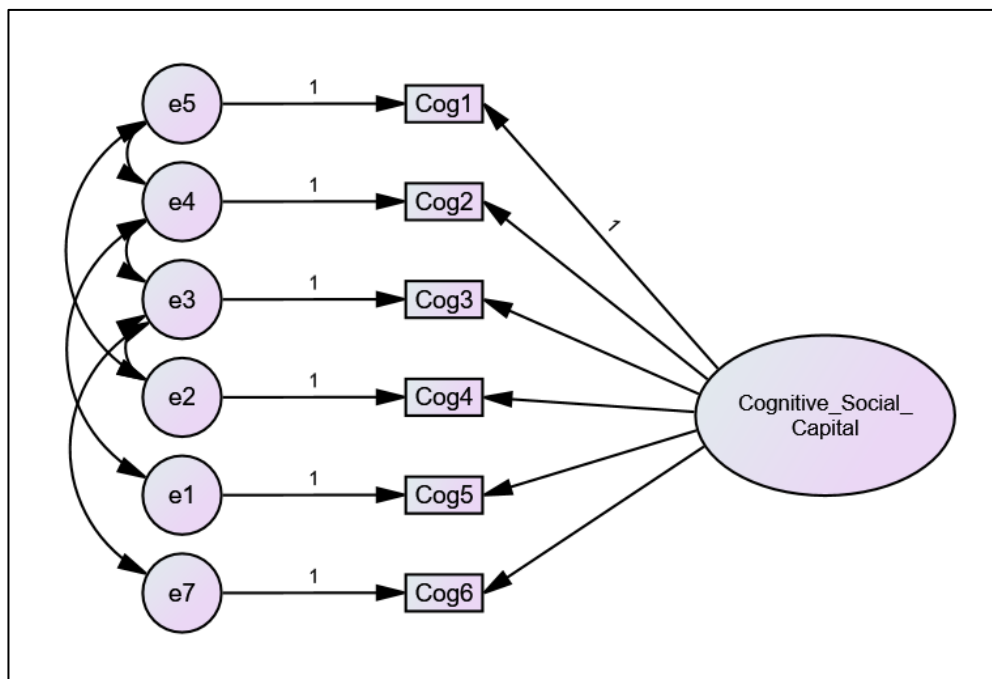 e5 1 Cog1
e4 1 Cog2
1
e3 1 Cog3
e2 1 Cog4
Cognitive_Social_
Capital
e1 1 Cog5
e7 1 Cog6